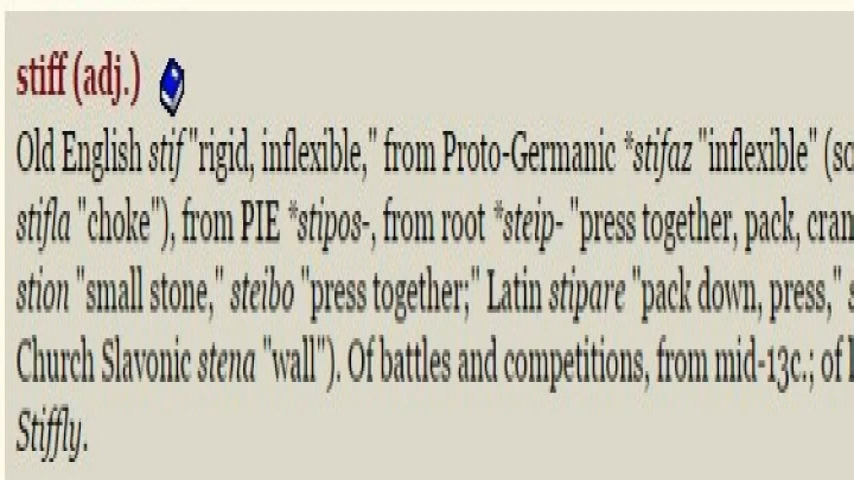 stiff (adj.)
Old English stif "rigid, inflexible," from Proto-Germanic *stifaz "inflexible" (sc
stifla "choke"), from PIE *stipos-, from root *steip- "press together, pack, cram
stion "small stone," steibo "press together;" Latin stipare "pack down, press," s
Church Slavonic stena "wall"). Of battles and competitions, from mid-13c.; of l
Stiffly.